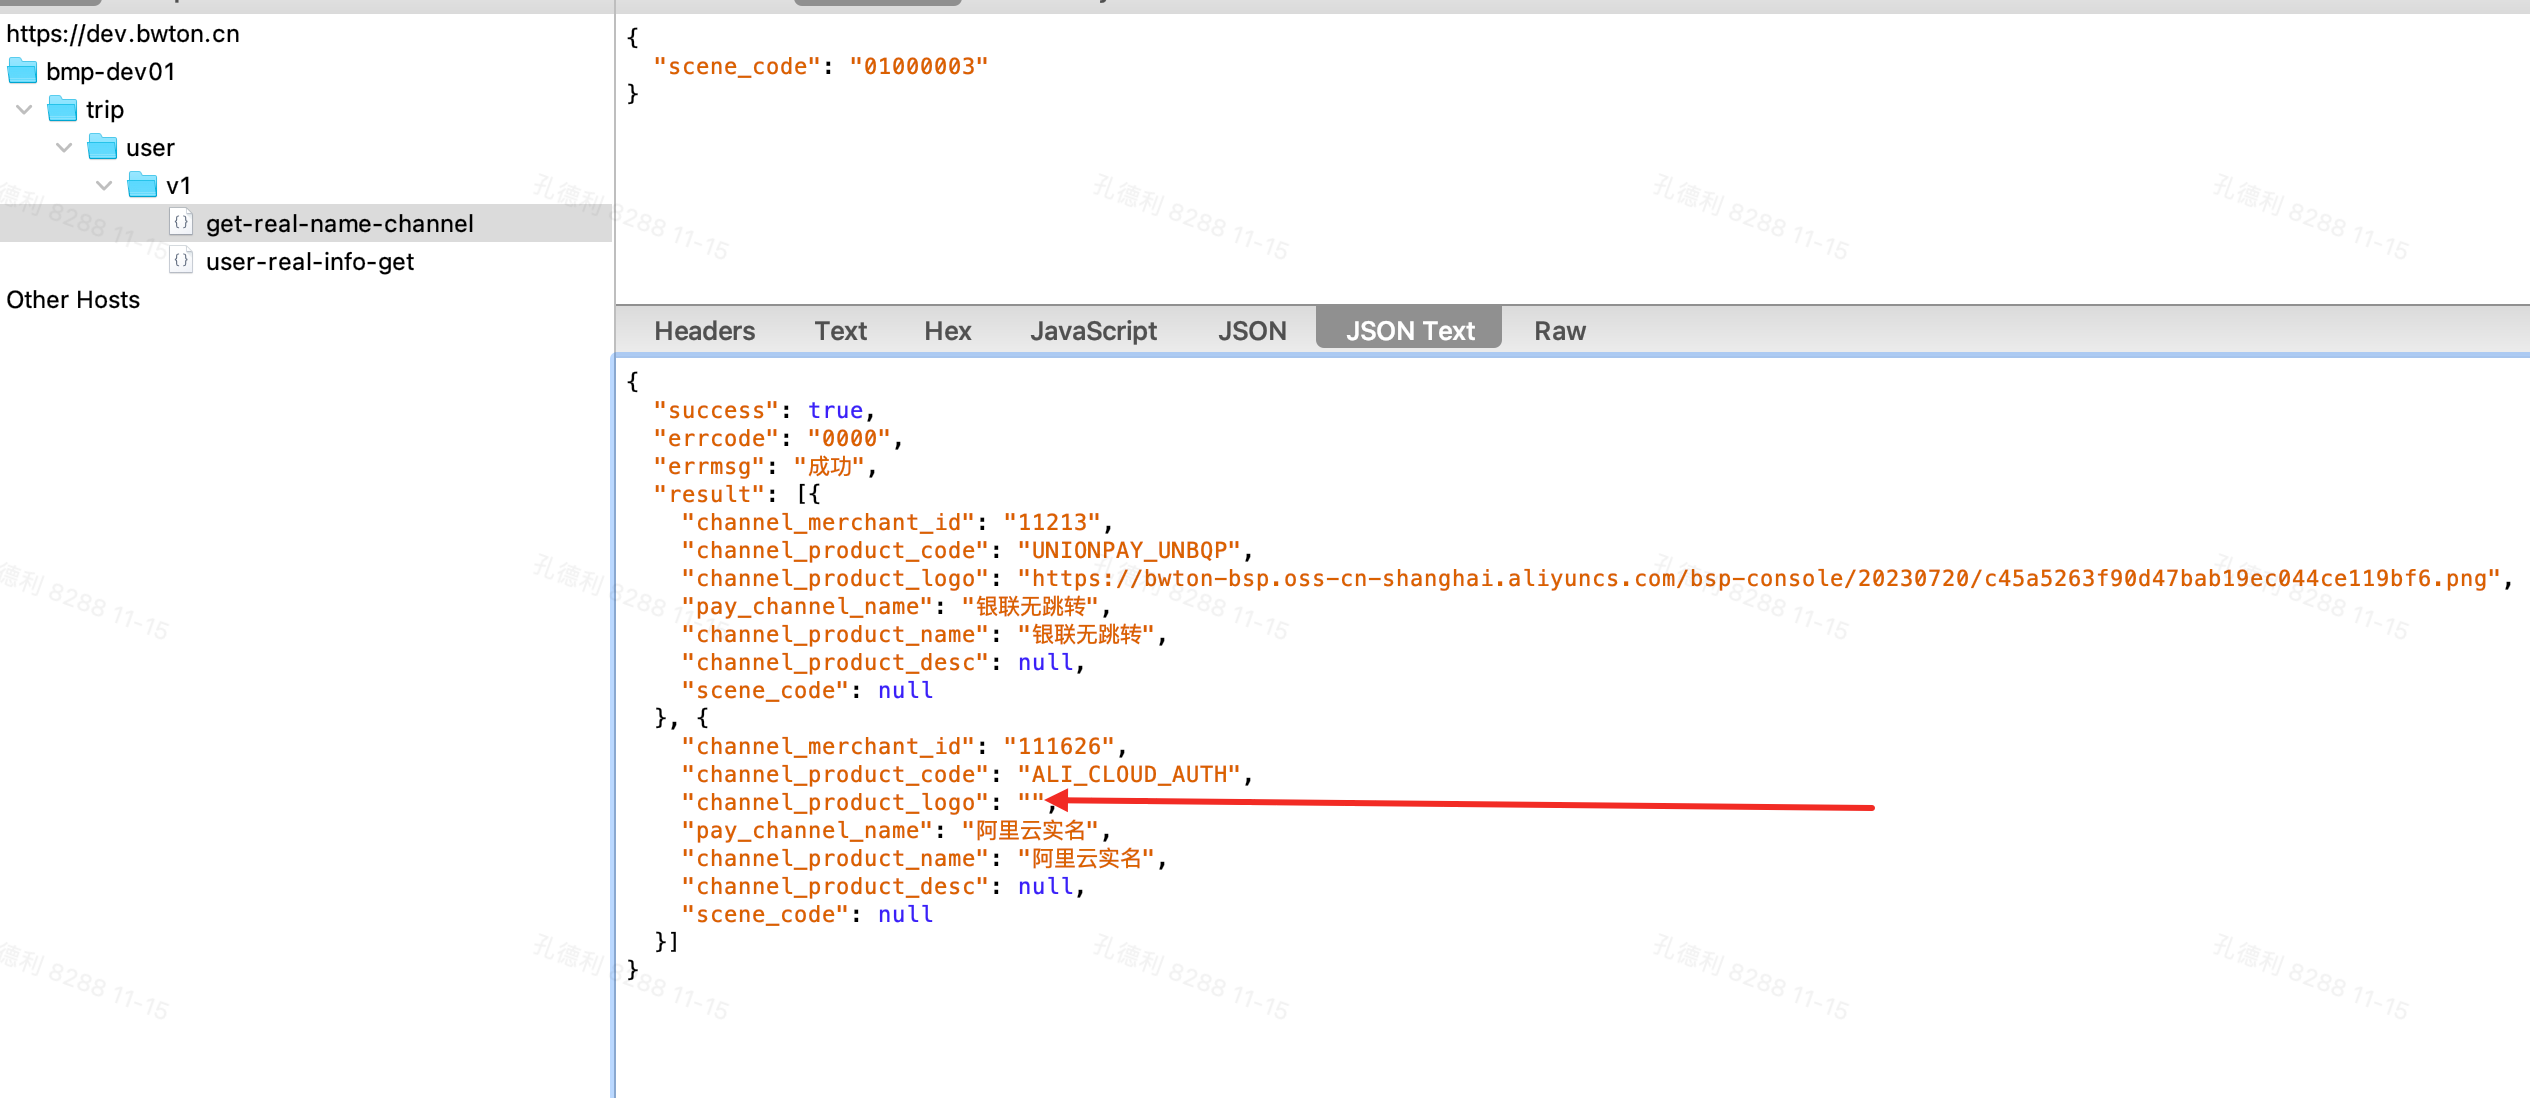 https://dev.bwton.cn
bmp-dev01
trip
user
v1
get-real-name-channel
user-real-info-get
Other Hosts
{
"scene_code": "01000003"
}
Headers Text Hex JavaScript JSON JSON Text Raw
{
"success": true,
"errcode": "0000",
"errmsg": "成功",
"result": [{
"channel_merchant_id": "11213",
"channel_product_code": "UNIONPAY_UNBQP",
"channel_product_logo": "https://bwton-bsp.oss-cn-shanghai.aliyuncs.com/bsp-console/20230720/c45a5263f90d47bab19ec044ce119bf6.png",
"pay_channel_name": "银联无跳转",
"channel_product_name": "银联无跳转",
"channel_product_desc": null,
"scene_code": null
}, {
"channel_merchant_id": "111626",
"channel_product_code": "ALI_CLOUD_AUTH",
"channel_product_logo": "",
"pay_channel_name": "阿里云实名",
"channel_product_name": "阿里云实名",
"channel_product_desc": null,
"scene_code": null
}]
}
孔德利 8288 11-15